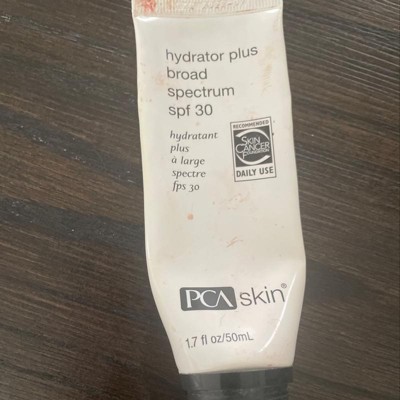 hydrator plus
broad
spectrum
spf 30
hydratant
plus
à large
spectre
fps 30
RECOMMENDED
SKIN
CANCER
FOUNDATION
DAILY USE
PCA skin®
1.7 fl oz/50mL